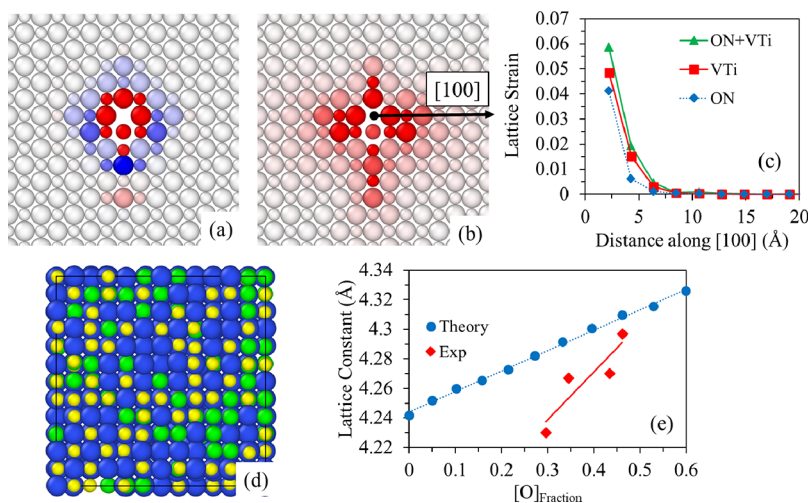 (a)
[100]
(b)
Lattice Strain
0.07
0.06
0.05
0.04
0.03
0.02
0.01
0
ON+VTi
VTi
ON
(c)
0 5 10 15 20
Distance along [100] (Å)
(d)
Lattice Constant (Å)
4.34
4.32
4.3
4.28
4.26
4.24
4.22
Theory
Exp
(e)
0 0.1 0.2 0.3 0.4 0.5 0.6
[O]Fraction